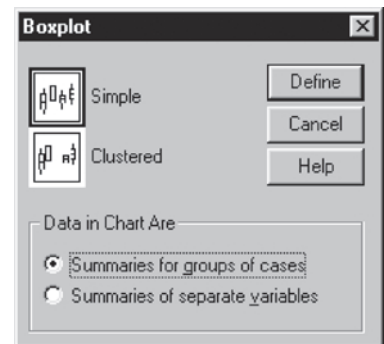 Boxplot
Simple
Clustered
Define
Cancel
Help
Data in Chart Are
Summaries for groups of cases
Summaries of separate variables